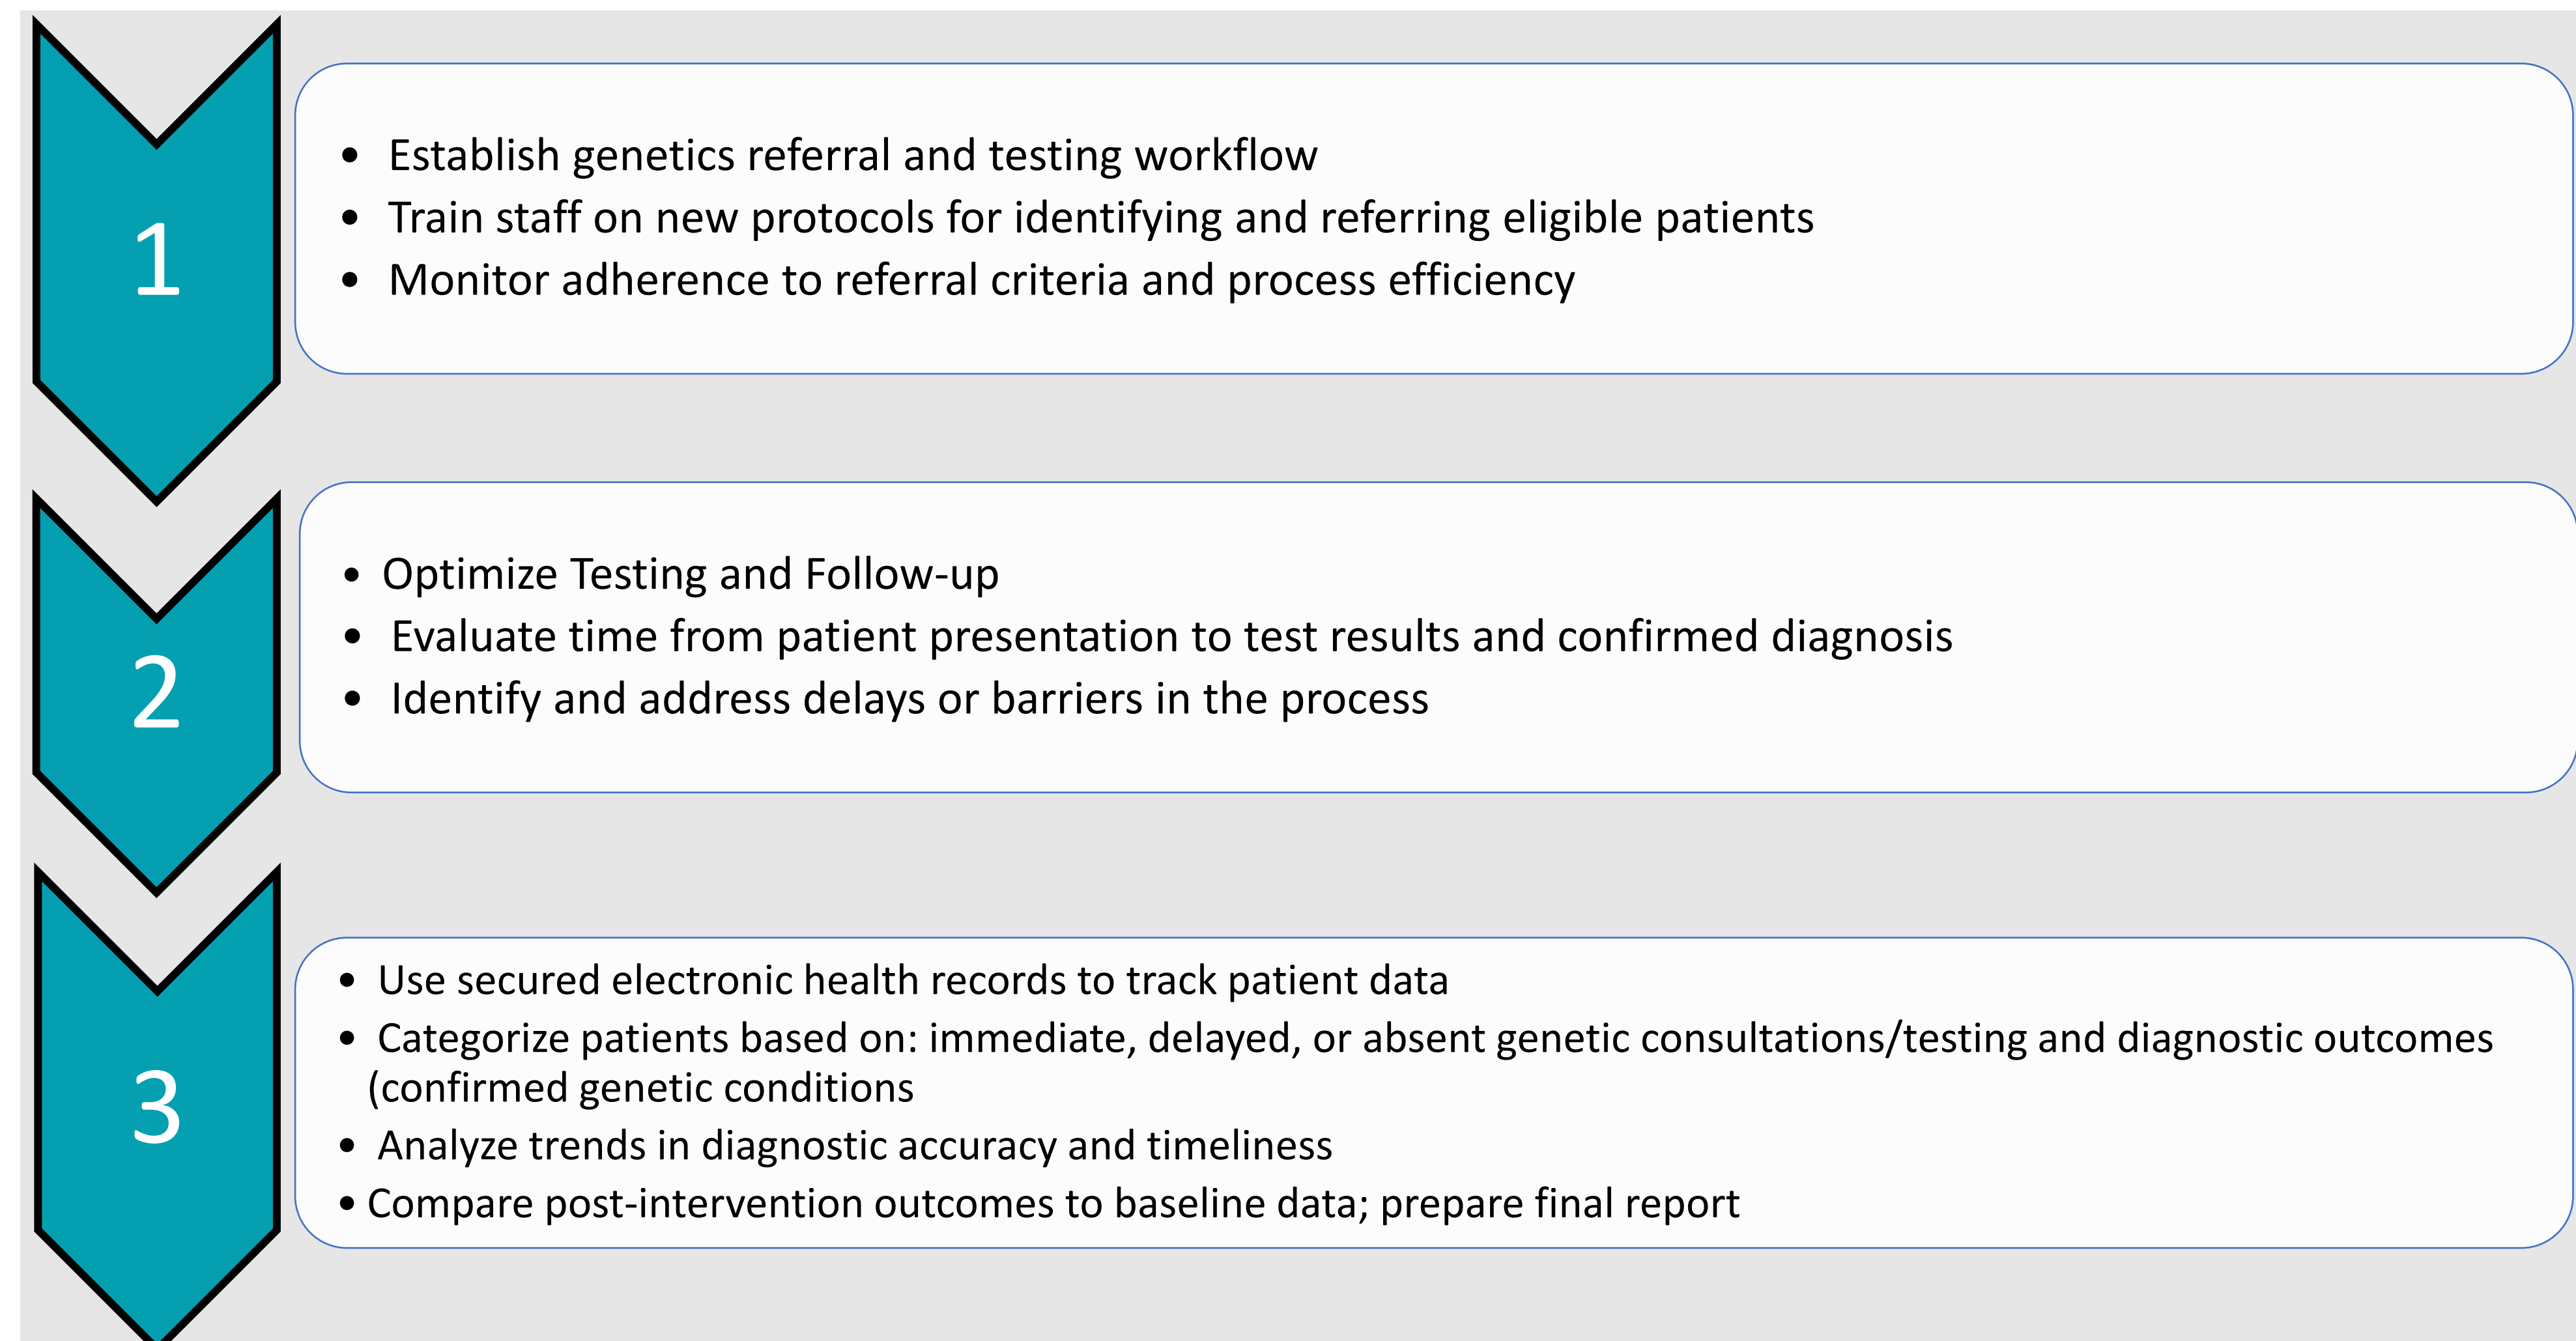 1
• Establish genetics referral and testing workflow
• Train staff on new protocols for identifying and referring eligible patients
• Monitor adherence to referral criteria and process efficiency
2
• Optimize Testing and Follow-up
• Evaluate time from patient presentation to test results and confirmed diagnosis
• Identify and address delays or barriers in the process
3
• Use secured electronic health records to track patient data
• Categorize patients based on: immediate, delayed, or absent genetic consultations/testing and diagnostic outcomes
(confirmed genetic conditions
• Analyze trends in diagnostic accuracy and timeliness
• Compare post-intervention outcomes to baseline data; prepare final report